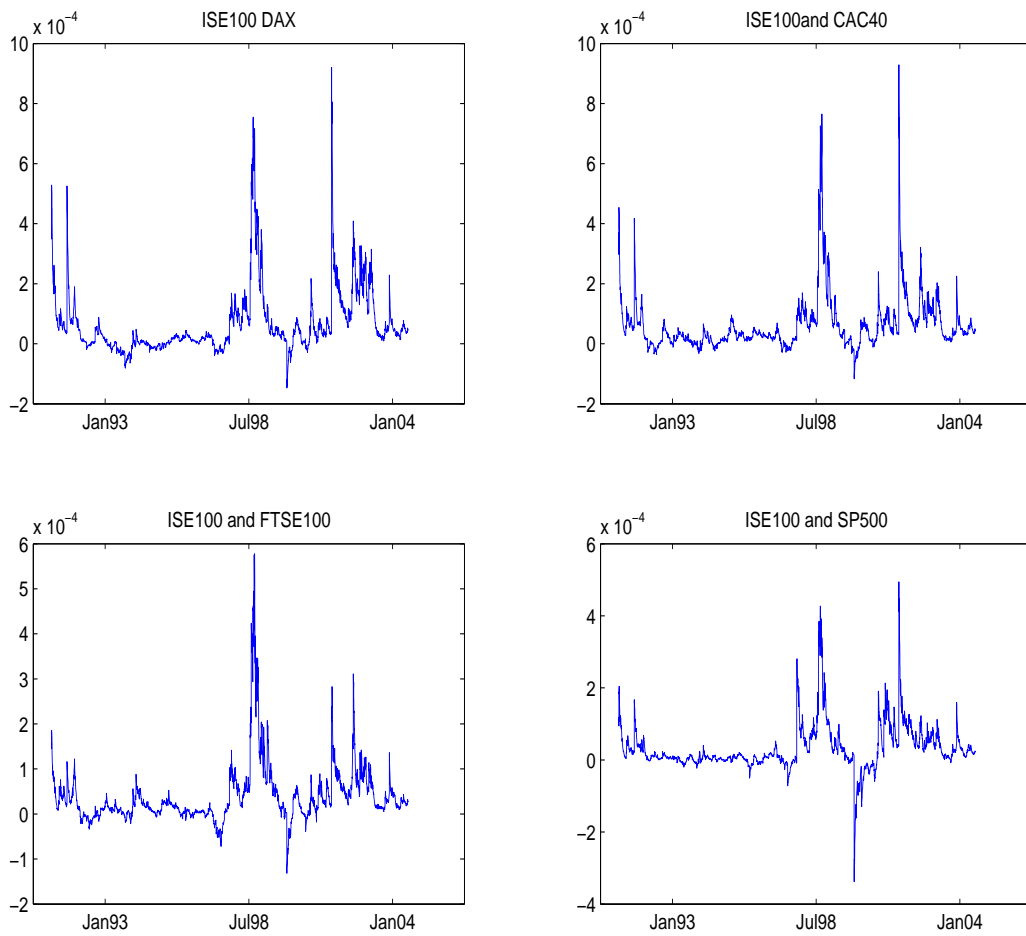 x 10⁻⁴
ISE100 DAX
10
8
6
4
2
0
−2
Jan93 Jul98 Jan04
x 10⁻⁴
ISE100and CAC40
10
8
6
4
2
0
−2
Jan93 Jul98 Jan04
x 10⁻⁴
ISE100 and FTSE100
6
5
4
3
2
1
0
−1
−2
Jan93 Jul98 Jan04
x 10⁻⁴
ISE100 and SP500
6
4
2
0
−2
−4
Jan93 Jul98 Jan04